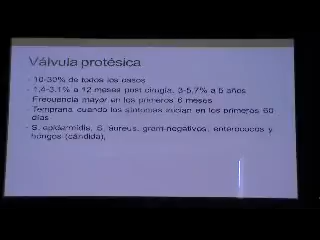 Válvula protésica
- 10-30% de todos los casos
- 1,4-3,1% a 12 meses post cirugía, 3-5,7% a 5 años
- Frecuencia mayor en los primeros 6 meses
- Temprana cuando los síntomas inician en los primeros 60
días
- S. epidermidis, S. áureus, gram negativos, enterococos y
hongos (cándida),